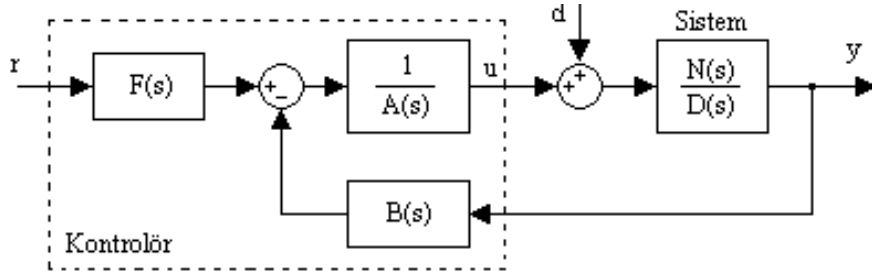 d
Sistem
r
F(s)
+
−
1
A(s)
u
+
+
N(s)
D(s)
y
B(s)
Kontrolör